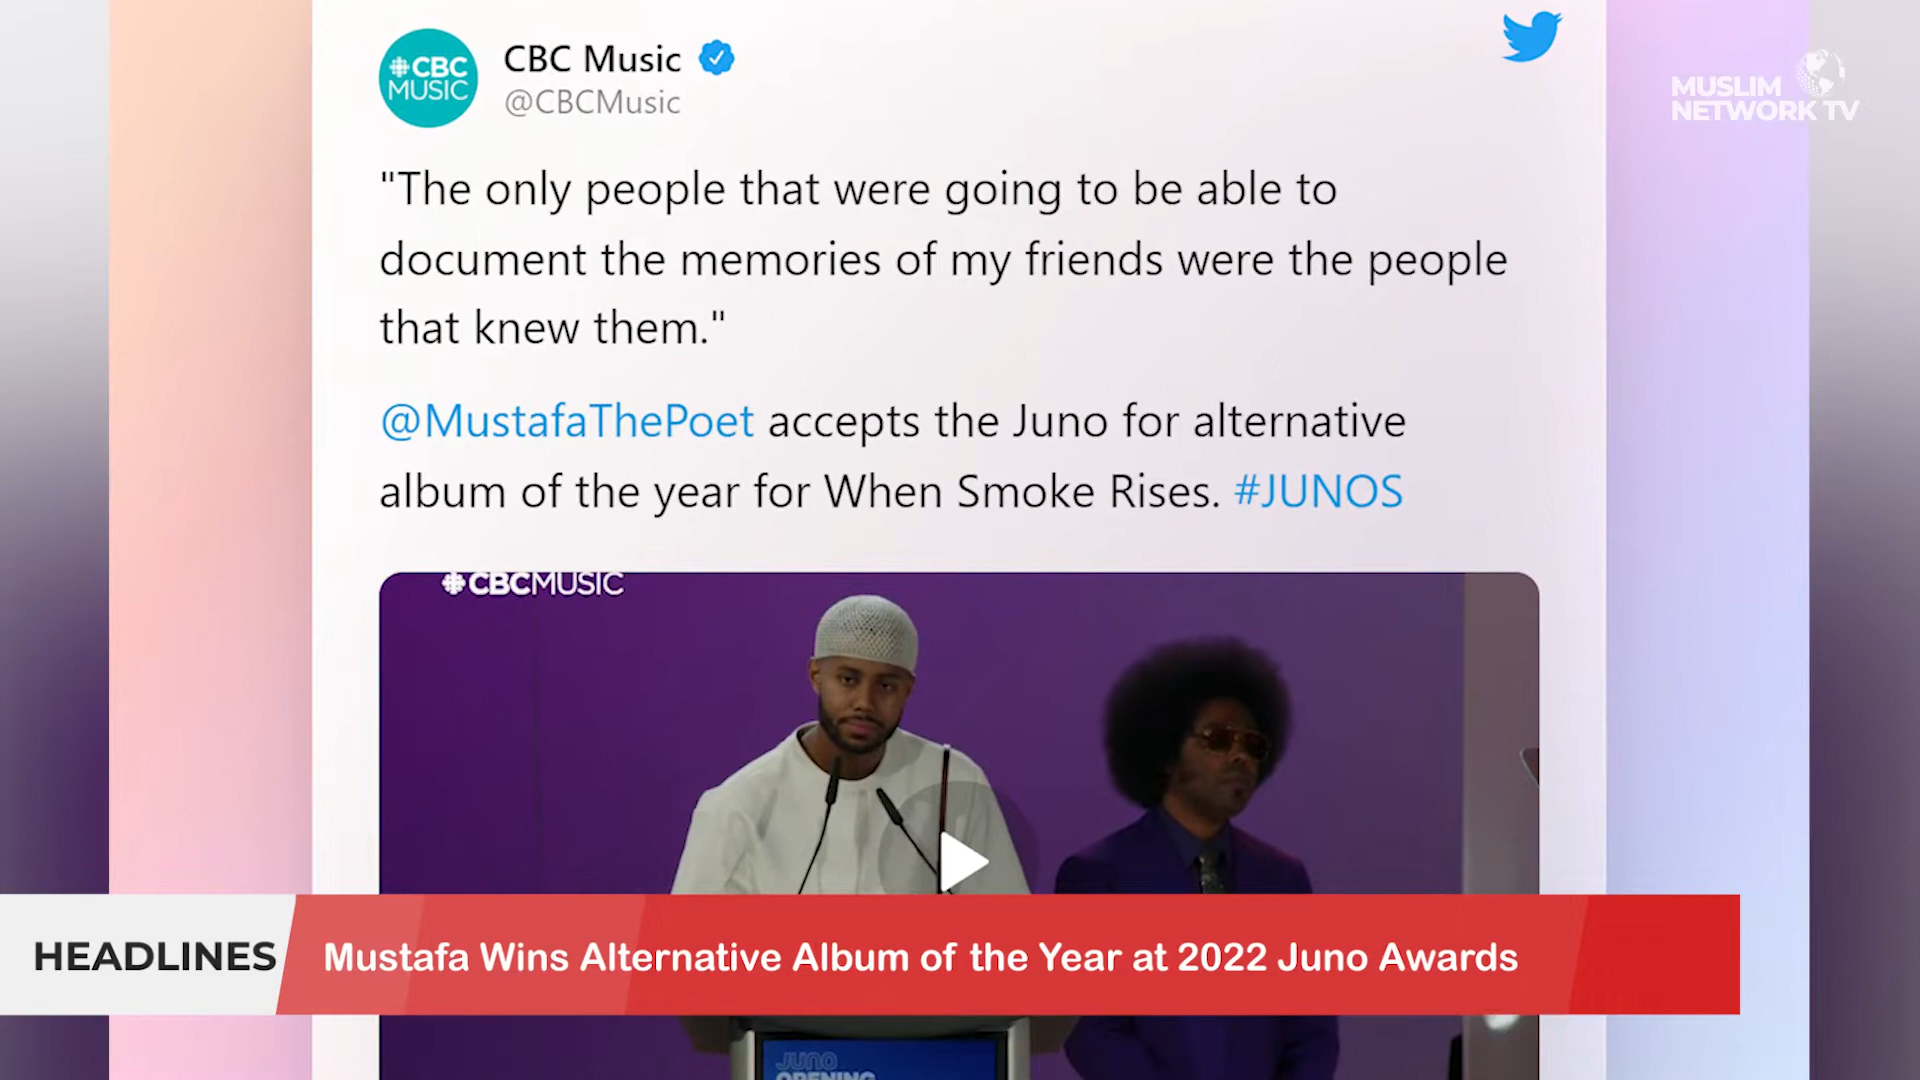 CBC
MUSIC
CBC Music
@CBCMusic
MUSLIM
NETWORK TV
"The only people that were going to be able to
document the memories of my friends were the people
that knew them."
@MustafaThePoet accepts the Juno for alternative
album of the year for When Smoke Rises. #JUNOS
CBCMUSIC
HEADLINES
Mustafa Wins Alternative Album of the Year at 2022 Juno Awards
JUNO
OPENING